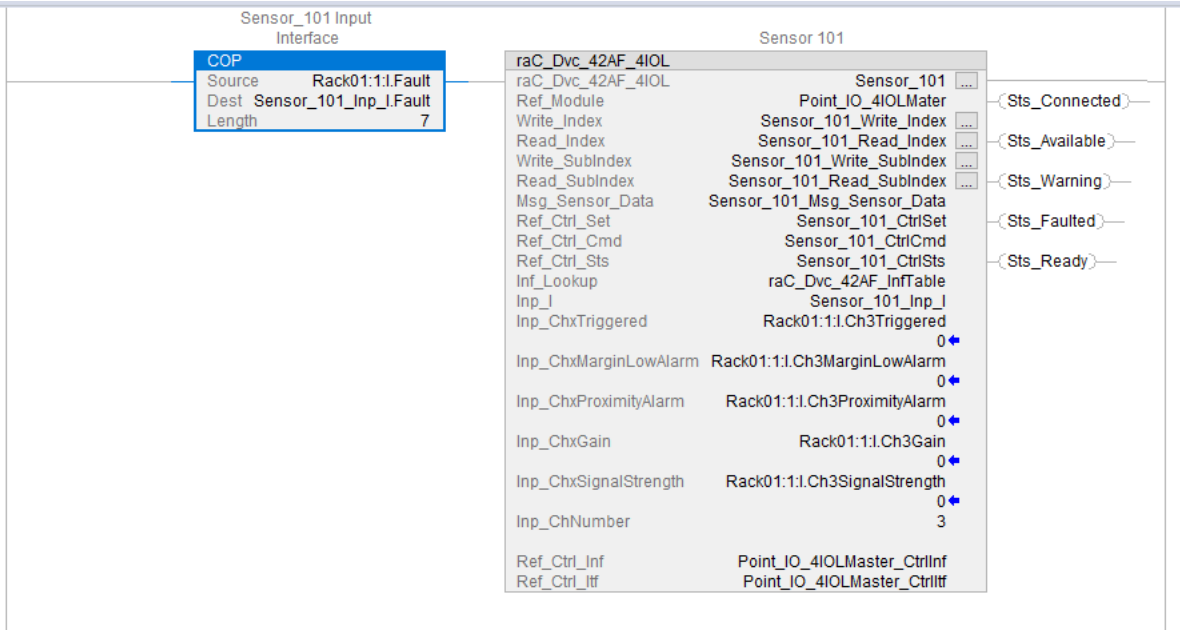 Sensor_101 Input
Interface
COP
Source Rack01:1:I.Fault
Dest Sensor_101_Inp_I.Fault
Length 7
Sensor 101
raC_Dvc_42AF_4IOL
raC_Dvc_42AF_4IOL Sensor_101 ...
Ref_Module Point_IO_4IOLMater
Write_Index Sensor_101_Write_Index ...
Read_Index Sensor_101_Read_Index ...
Write_SubIndex Sensor_101_Write_SubIndex ...
Read_SubIndex Sensor_101_Read_SubIndex ...
Msg_Sensor_Data Sensor_101_Msg_Sensor_Data
Ref_Ctrl_Set Sensor_101_CtrlSet
Ref_Ctrl_Cmd Sensor_101_CtrlCmd
Ref_Ctrl_Sts Sensor_101_CtrlSts
Inf_Lookup raC_Dvc_42AF_InfTable
Inp_I Sensor_101_Inp_I
Inp_ChxTriggered Rack01:1:I.Ch3Triggered
0
Inp_ChxMarginLowAlarm Rack01:1:I.Ch3MarginLowAlarm
0
Inp_ChxProximityAlarm Rack01:1:I.Ch3ProximityAlarm
0
Inp_ChxGain Rack01:1:I.Ch3Gain
0
Inp_ChxSignalStrength Rack01:1:I.Ch3SignalStrength
0
Inp_ChNumber 3
Ref_Ctrl_Inf Point_IO_4IOLMaster_CtrlInf
Ref_Ctrl_Itf Point_IO_4IOLMaster_CtrlItf
Sts_Connected
Sts_Available
Sts_Warning
Sts_Faulted
Sts_Ready